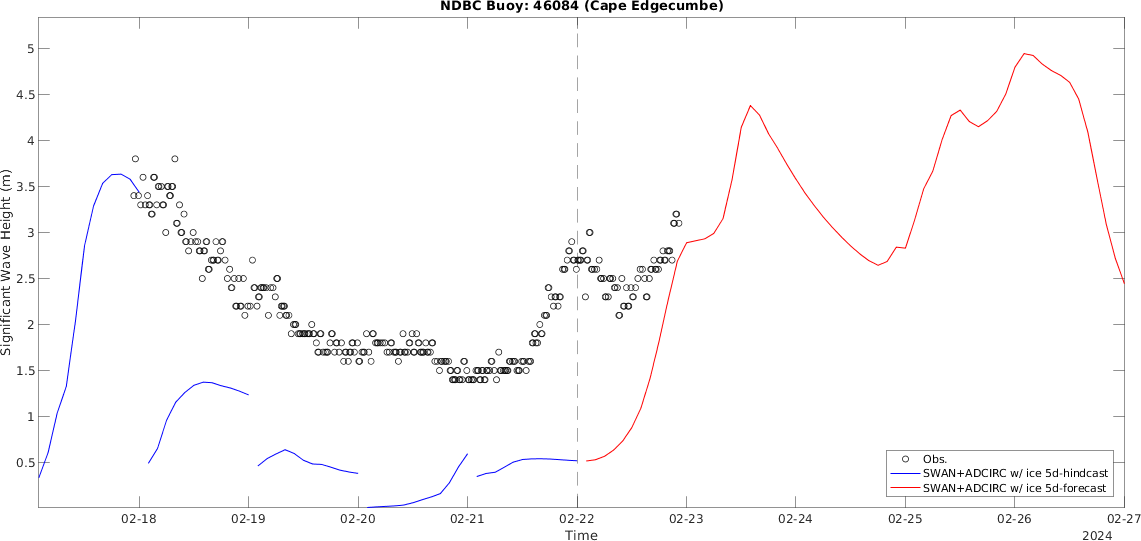 NDBC Buoy: 46084 (Cape Edgecumbe)
Significant Wave Height (m)
5
4.5
4
3.5
3
2.5
2
1.5
1
0.5
Obs.
SWAN+ADCIRC w/ ice 5d-hindcast
SWAN+ADCIRC w/ ice 5d-forecast
02-18 02-19 02-20 02-21 02-22 02-23 02-24 02-25 02-26 02-27
Time
2024